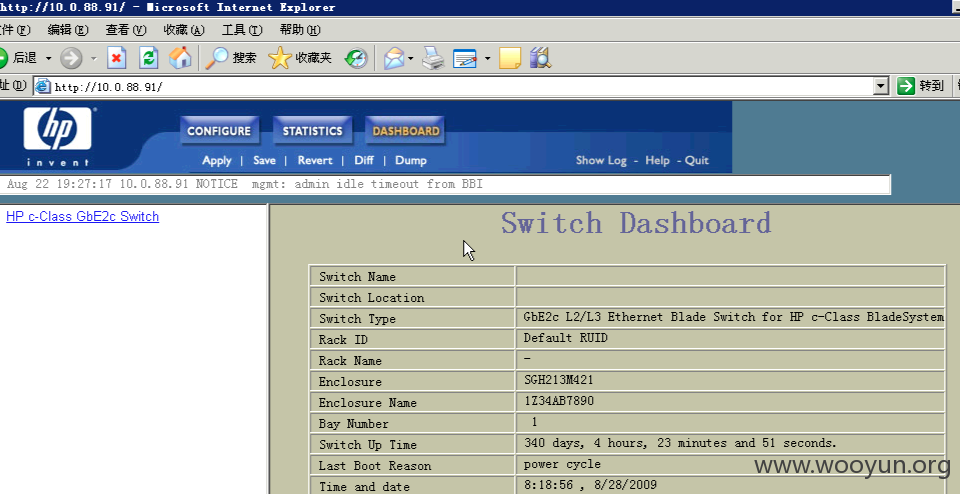 http://10.0.88.91/ - Microsoft Internet Explorer
件(F) 编辑(E) 查看(V) 收藏(A) 工具(T) 帮助(H)
后退 搜索 收藏夹
址(D) http://10.0.88.91/ 转到
hp
invent
CONFIGURE STATISTICS DASHBOARD
Apply | Save | Revert | Diff | Dump
Show Log - Help - Quit
Aug 22 19:27:17 10.0.88.91 NOTICE mgmt: admin idle timeout from BBI
HP c-Class GbE2c Switch
Switch Dashboard
Switch Name
Switch Location
Switch Type GbE2c L2/L3 Ethernet Blade Switch for HP c-Class BladeSystem
Rack ID Default RUID
Rack Name -
Enclosure SGH213M421
Enclosure Name 1Z34AB7890
Bay Number 1
Switch Up Time 340 days, 4 hours, 23 minutes and 51 seconds.
Last Boot Reason power cycle
Time and date 8:18:56 , 8/28/2009
www.wooyun.org